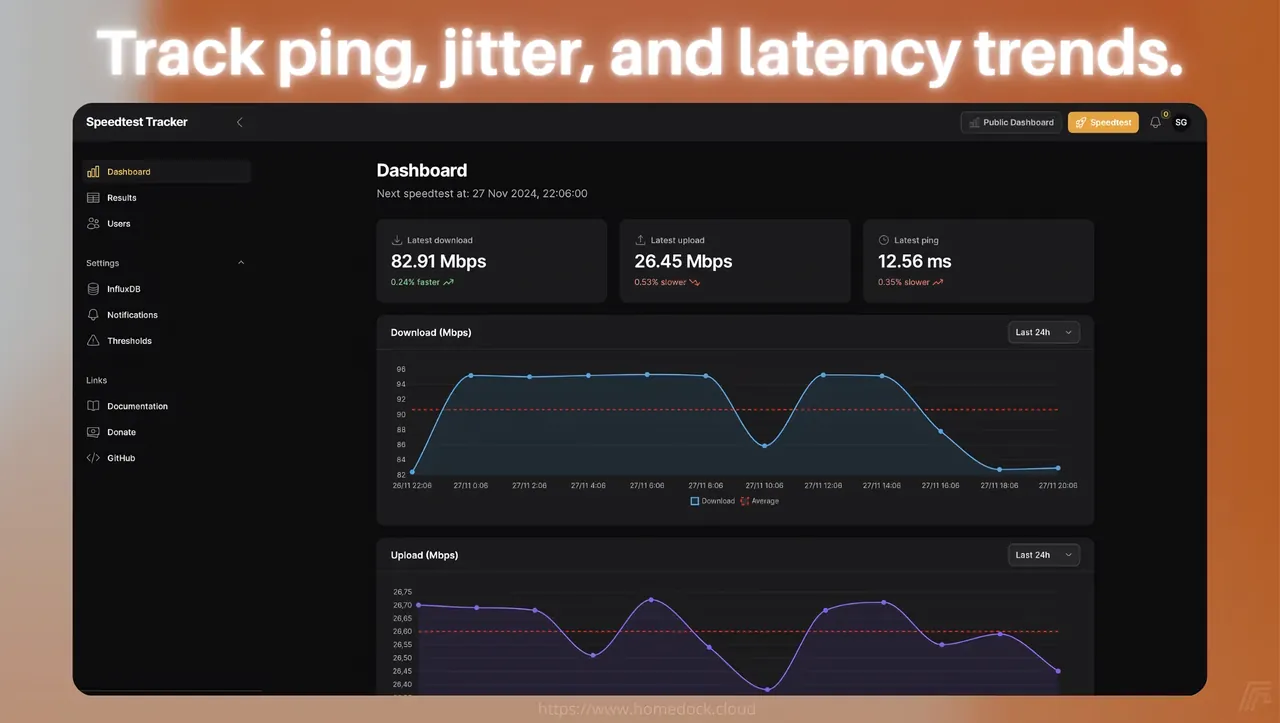 Track ping, jitter, and latency trends.
Speedtest Tracker
Public Dashboard
Speedtest
0
SG
Dashboard
Results
Users
Settings
InfluxDB
Notifications
Thresholds
Links
Documentation
Donate
GitHub
Dashboard
Next speedtest at: 27 Nov 2024, 22:06:00
Latest download
82.91 Mbps
0.24% faster
Latest upload
26.45 Mbps
0.53% slower
Latest ping
12.56 ms
0.35% slower
Download (Mbps)
Last 24h
96
94
92
90
88
86
84
82
26/11 22:06 27/11 0:06 27/11 2:06 27/11 4:06 27/11 6:06 27/11 8:06 27/11 10:06 27/11 12:06 27/11 14:06 27/11 16:06 27/11 18:06 27/11 20:06
Download Average
Upload (Mbps)
Last 24h
26,75
26,70
26,65
26,60
26,55
26,50
26,45
26,40
https://www.homedock.cloud